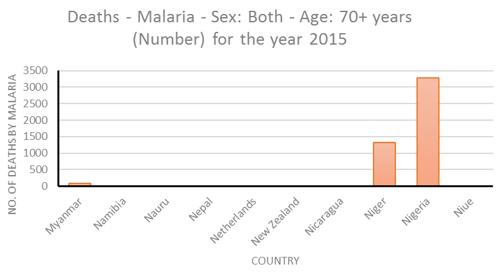 Deaths - Malaria - Sex: Both - Age: 70+ years
(Number) for the year 2015
NO. OF DEATHS BY MALARIA
3500
3000
2500
2000
1500
1000
500
0
Myanmar
Namibia
Nauru
Nepal
Netherlands
New Zealand
Nicaragua
Niger
Nigeria
Niue
COUNTRY